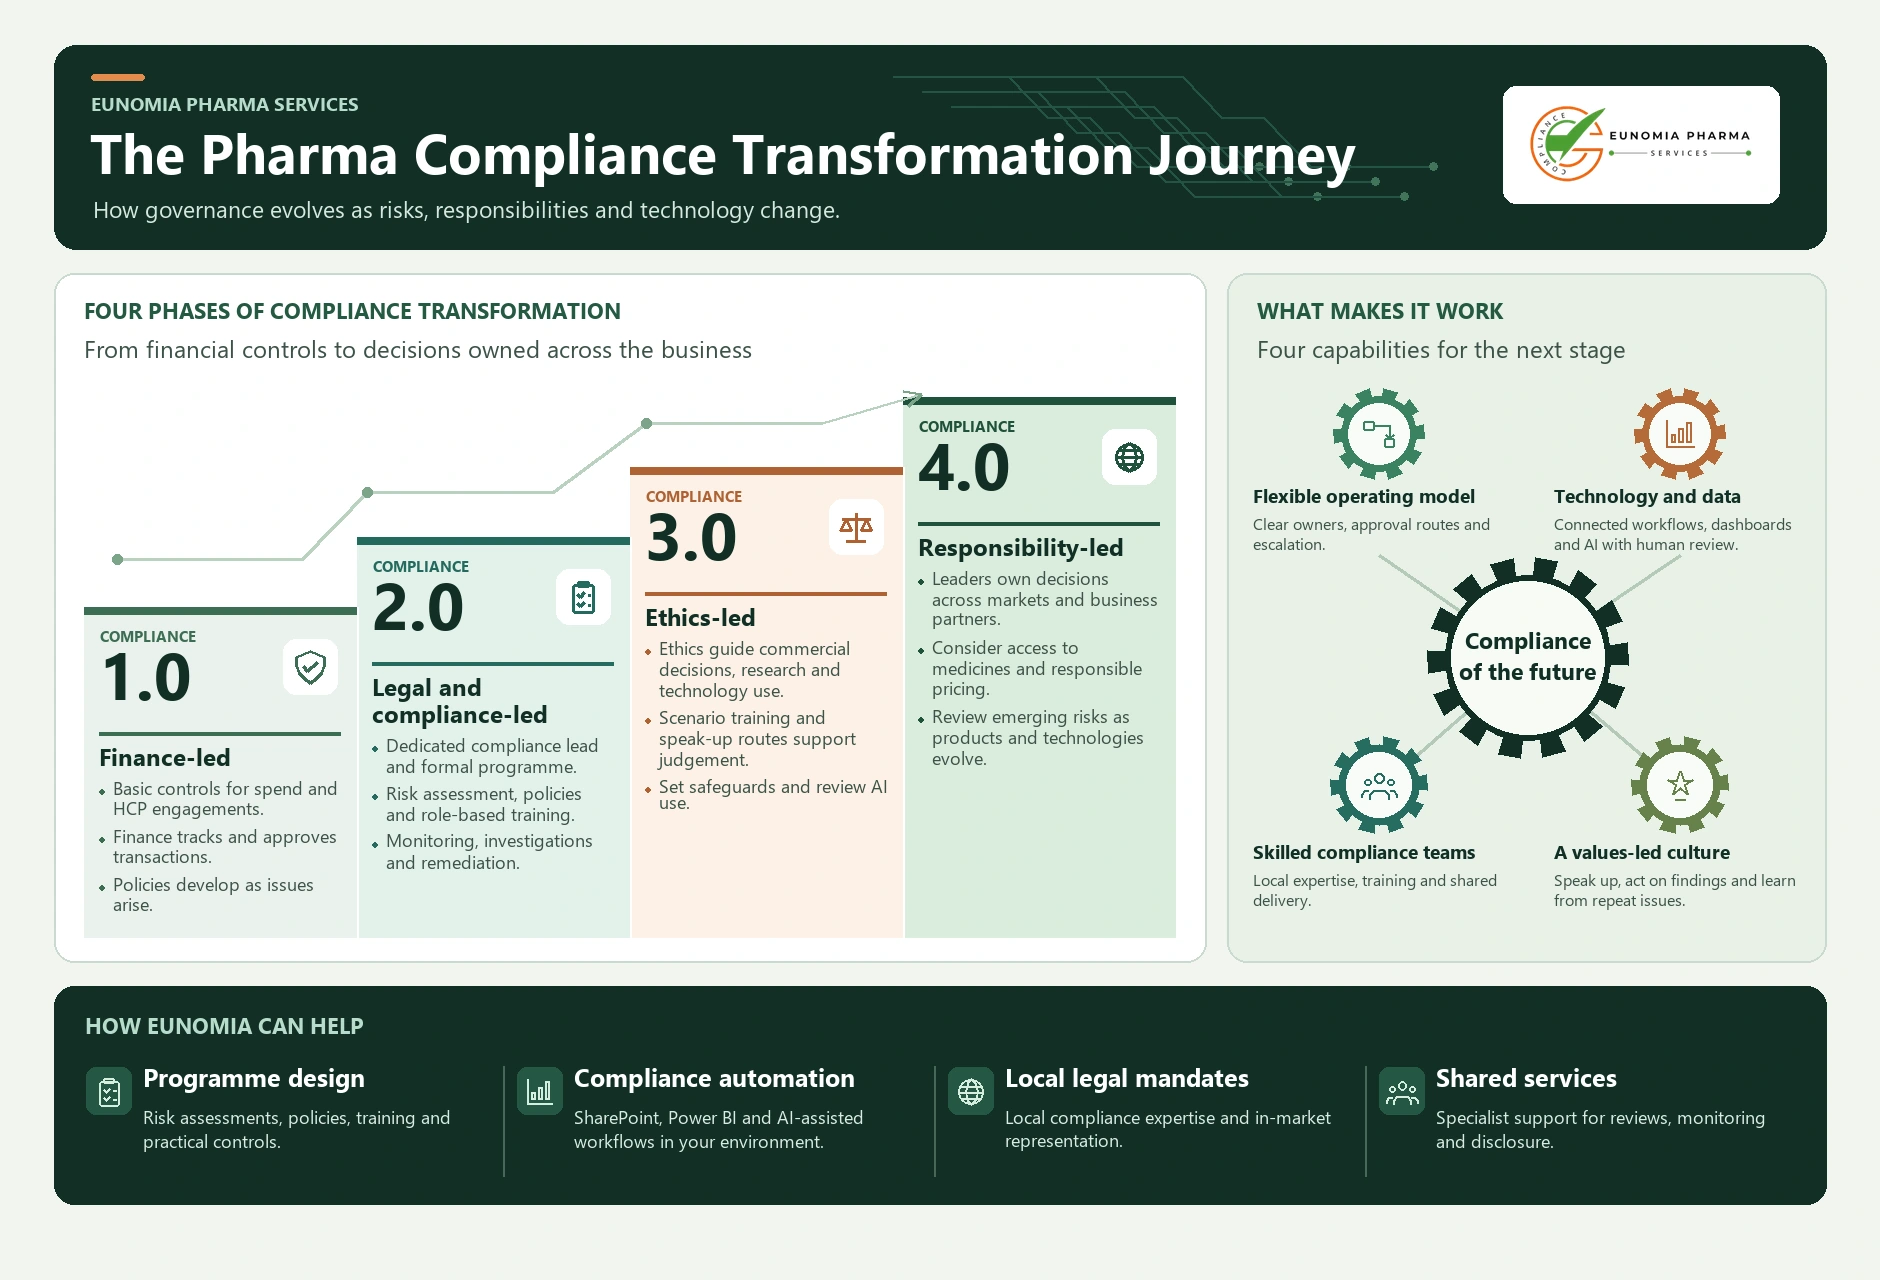 EUNOMIA PHARMA SERVICES
The Pharma Compliance Transformation Journey
How governance evolves as risks, responsibilities and technology change.
COMPLIANCE
EUNOMIA PHARMA
SERVICES
FOUR PHASES OF COMPLIANCE TRANSFORMATION
From financial controls to decisions owned across the business
COMPLIANCE
1.0
Finance-led
Basic controls for spend and
HCP engagements.
Finance tracks and approves
transactions.
Policies develop as issues
arise.
COMPLIANCE
2.0
Legal and
compliance-led
Dedicated compliance lead
and formal programme.
Risk assessment, policies
and role-based training.
Monitoring, investigations
and remediation.
COMPLIANCE
3.0
Ethics-led
Ethics guide commercial
decisions, research and
technology use.
Scenario training and
speak-up routes support
judgement.
Set safeguards and review AI
use.
COMPLIANCE
4.0
Responsibility-led
Leaders own decisions
across markets and business
partners.
Consider access to
medicines and responsible
pricing.
Review emerging risks as
products and technologies
evolve.
WHAT MAKES IT WORK
Four capabilities for the next stage
Flexible operating model
Clear owners, approval routes and
escalation.
Technology and data
Connected workflows, dashboards
and AI with human review.
Compliance
of the future
Skilled compliance teams
Local expertise, training and shared
delivery.
A values-led culture
Speak up, act on findings and learn
from repeat issues.
HOW EUNOMIA CAN HELP
Programme design
Risk assessments, policies, training and
practical controls.
Compliance automation
SharePoint, Power BI and AI-assisted
workflows in your environment.
Local legal mandates
Local compliance expertise and in-market
representation.
Shared services
Specialist support for reviews, monitoring
and disclosure.